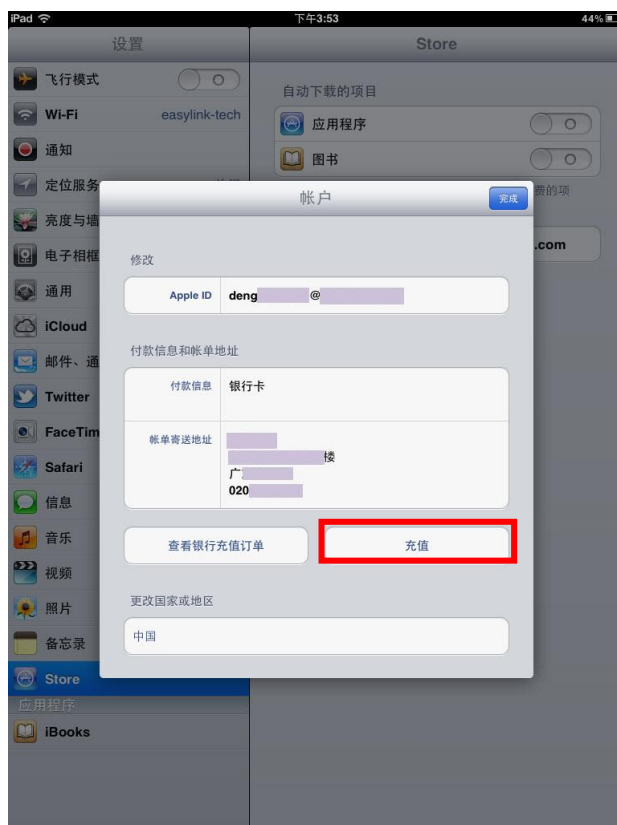 iPad
下午3:53
44%
设置
Store
飞行模式
Wi-Fi
easylink-tech
通知
定位服务
亮度与墙
电子相框
通用
iCloud
邮件、通
Twitter
FaceTim
Safari
信息
音乐
视频
照片
备忘录
Store
应用程序
iBooks
自动下载的项目
应用程序
图书
费的项
.com
帐户
完成
修改
Apple ID
deng @
付款信息和帐单地址
付款信息
银行卡
帐单寄送地址
楼
广
020
查看银行充值订单
充值
更改国家或地区
中国